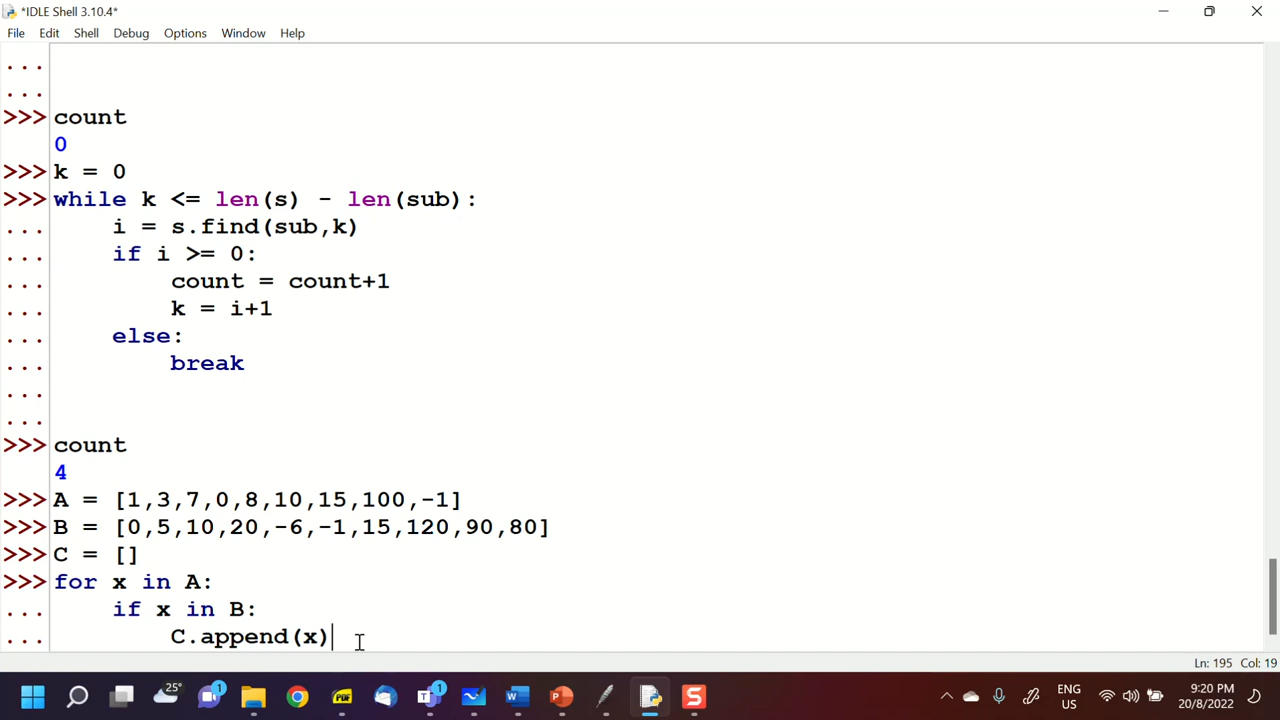 *IDLE Shell 3.10.4*
File Edit Shell Debug Options Window Help
...
...
>>> count
0
>>> k = 0
>>> while k <= len(s) - len(sub):
... i = s.find(sub,k)
... if i >= 0:
... count = count+1
... k = i+1
... else:
... break
...
...
>>> count
4
>>> A = [1,3,7,0,8,10,15,100,-1]
>>> B = [0,5,10,20,-6,-1,15,120,90,80]
>>> C = []
>>> for x in A:
... if x in B:
... C.append(x)
Ln: 195 Col: 19
25° 1 PDF 1 W P S ENG US 9:20 PM 20/8/2022